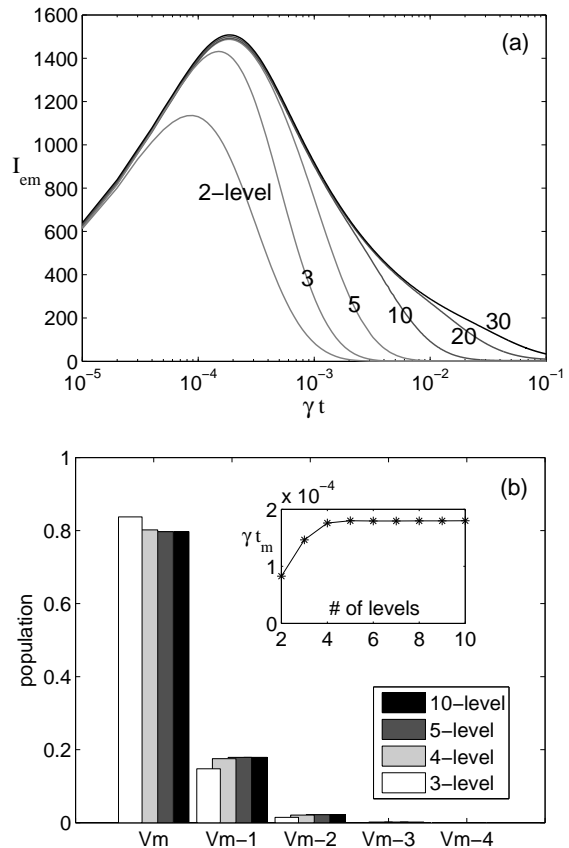 (a)
1600
1400
1200
1000
800
600
400
200
0
I_em
2−level
3
5
10
20
30
10^−5 10^−4 10^−3 10^−2 10^−1
γ t
(b)
1
0.8
0.6
0.4
0.2
0
population
x 10^−4
2
1
0
γ t_m
# of levels
2 4 6 8 10
10−level
5−level
4−level
3−level
Vm Vm−1 Vm−2 Vm−3 Vm−4